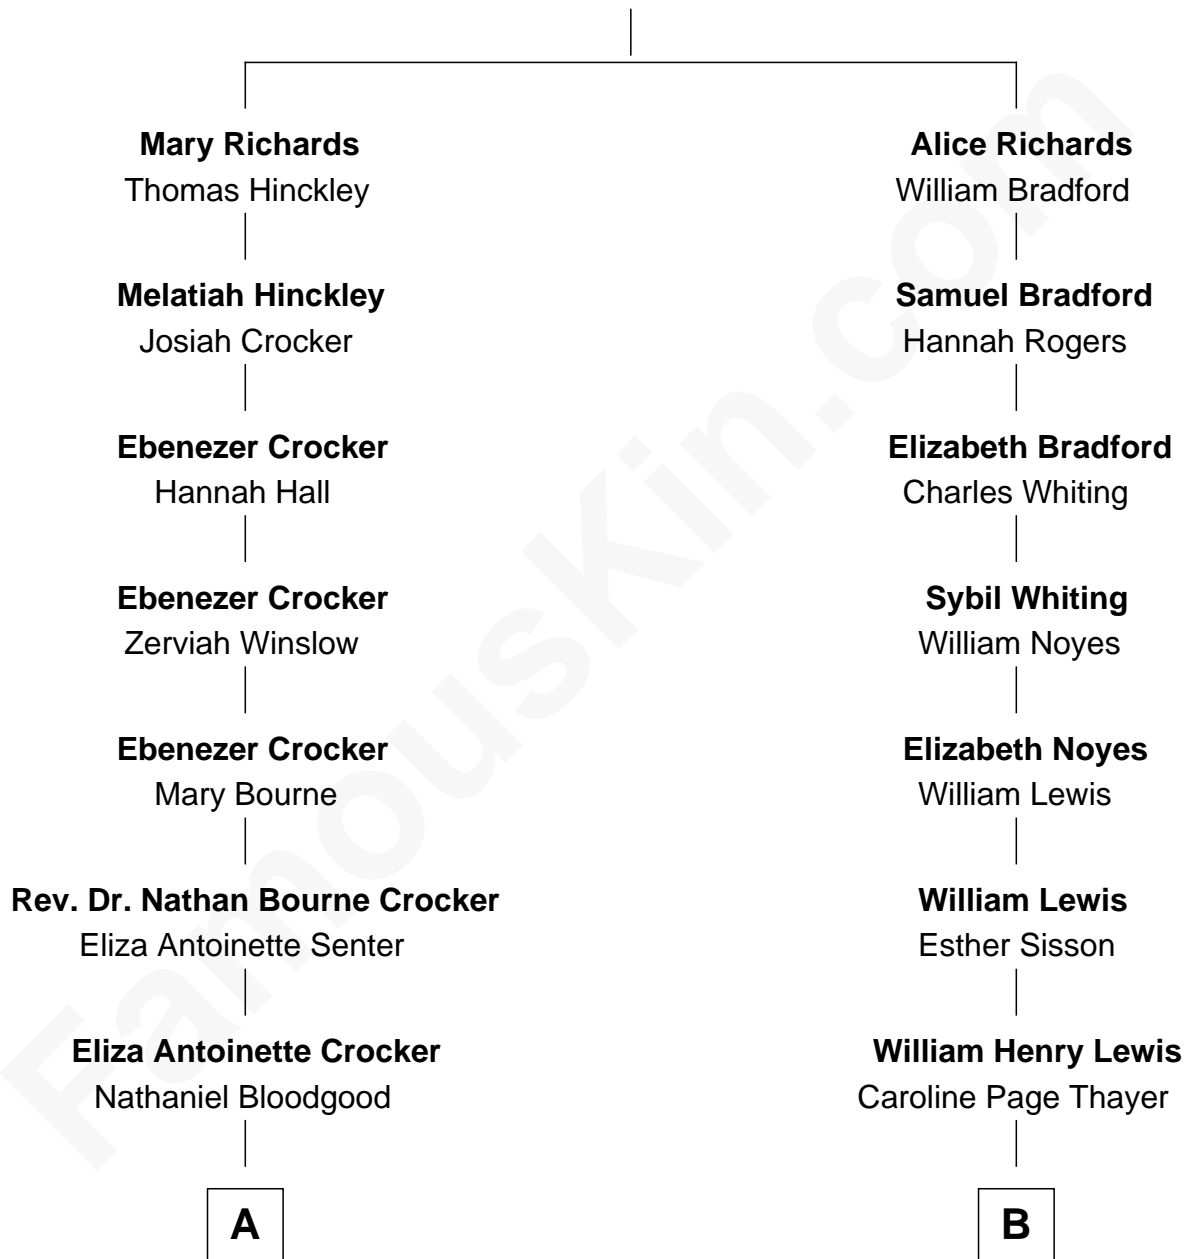 Mary Richards
Thomas Hinckley
Melatiah Hinckley
Josiah Crocker
Ebenezer Crocker
Hannah Hall
Ebenezer Crocker
Zerviah Winslow
Ebenezer Crocker
Mary Bourne
Rev. Dr. Nathan Bourne Crocker
Eliza Antoinette Senter
Eliza Antoinette Crocker
Nathaniel Bloodgood
A
Alice Richards
William Bradford
Samuel Bradford
Hannah Rogers
Elizabeth Bradford
Charles Whiting
Sybil Whiting
William Noyes
Elizabeth Noyes
William Lewis
William Lewis
Esther Sisson
William Henry Lewis
Caroline Page Thayer
B
FamousKin.com